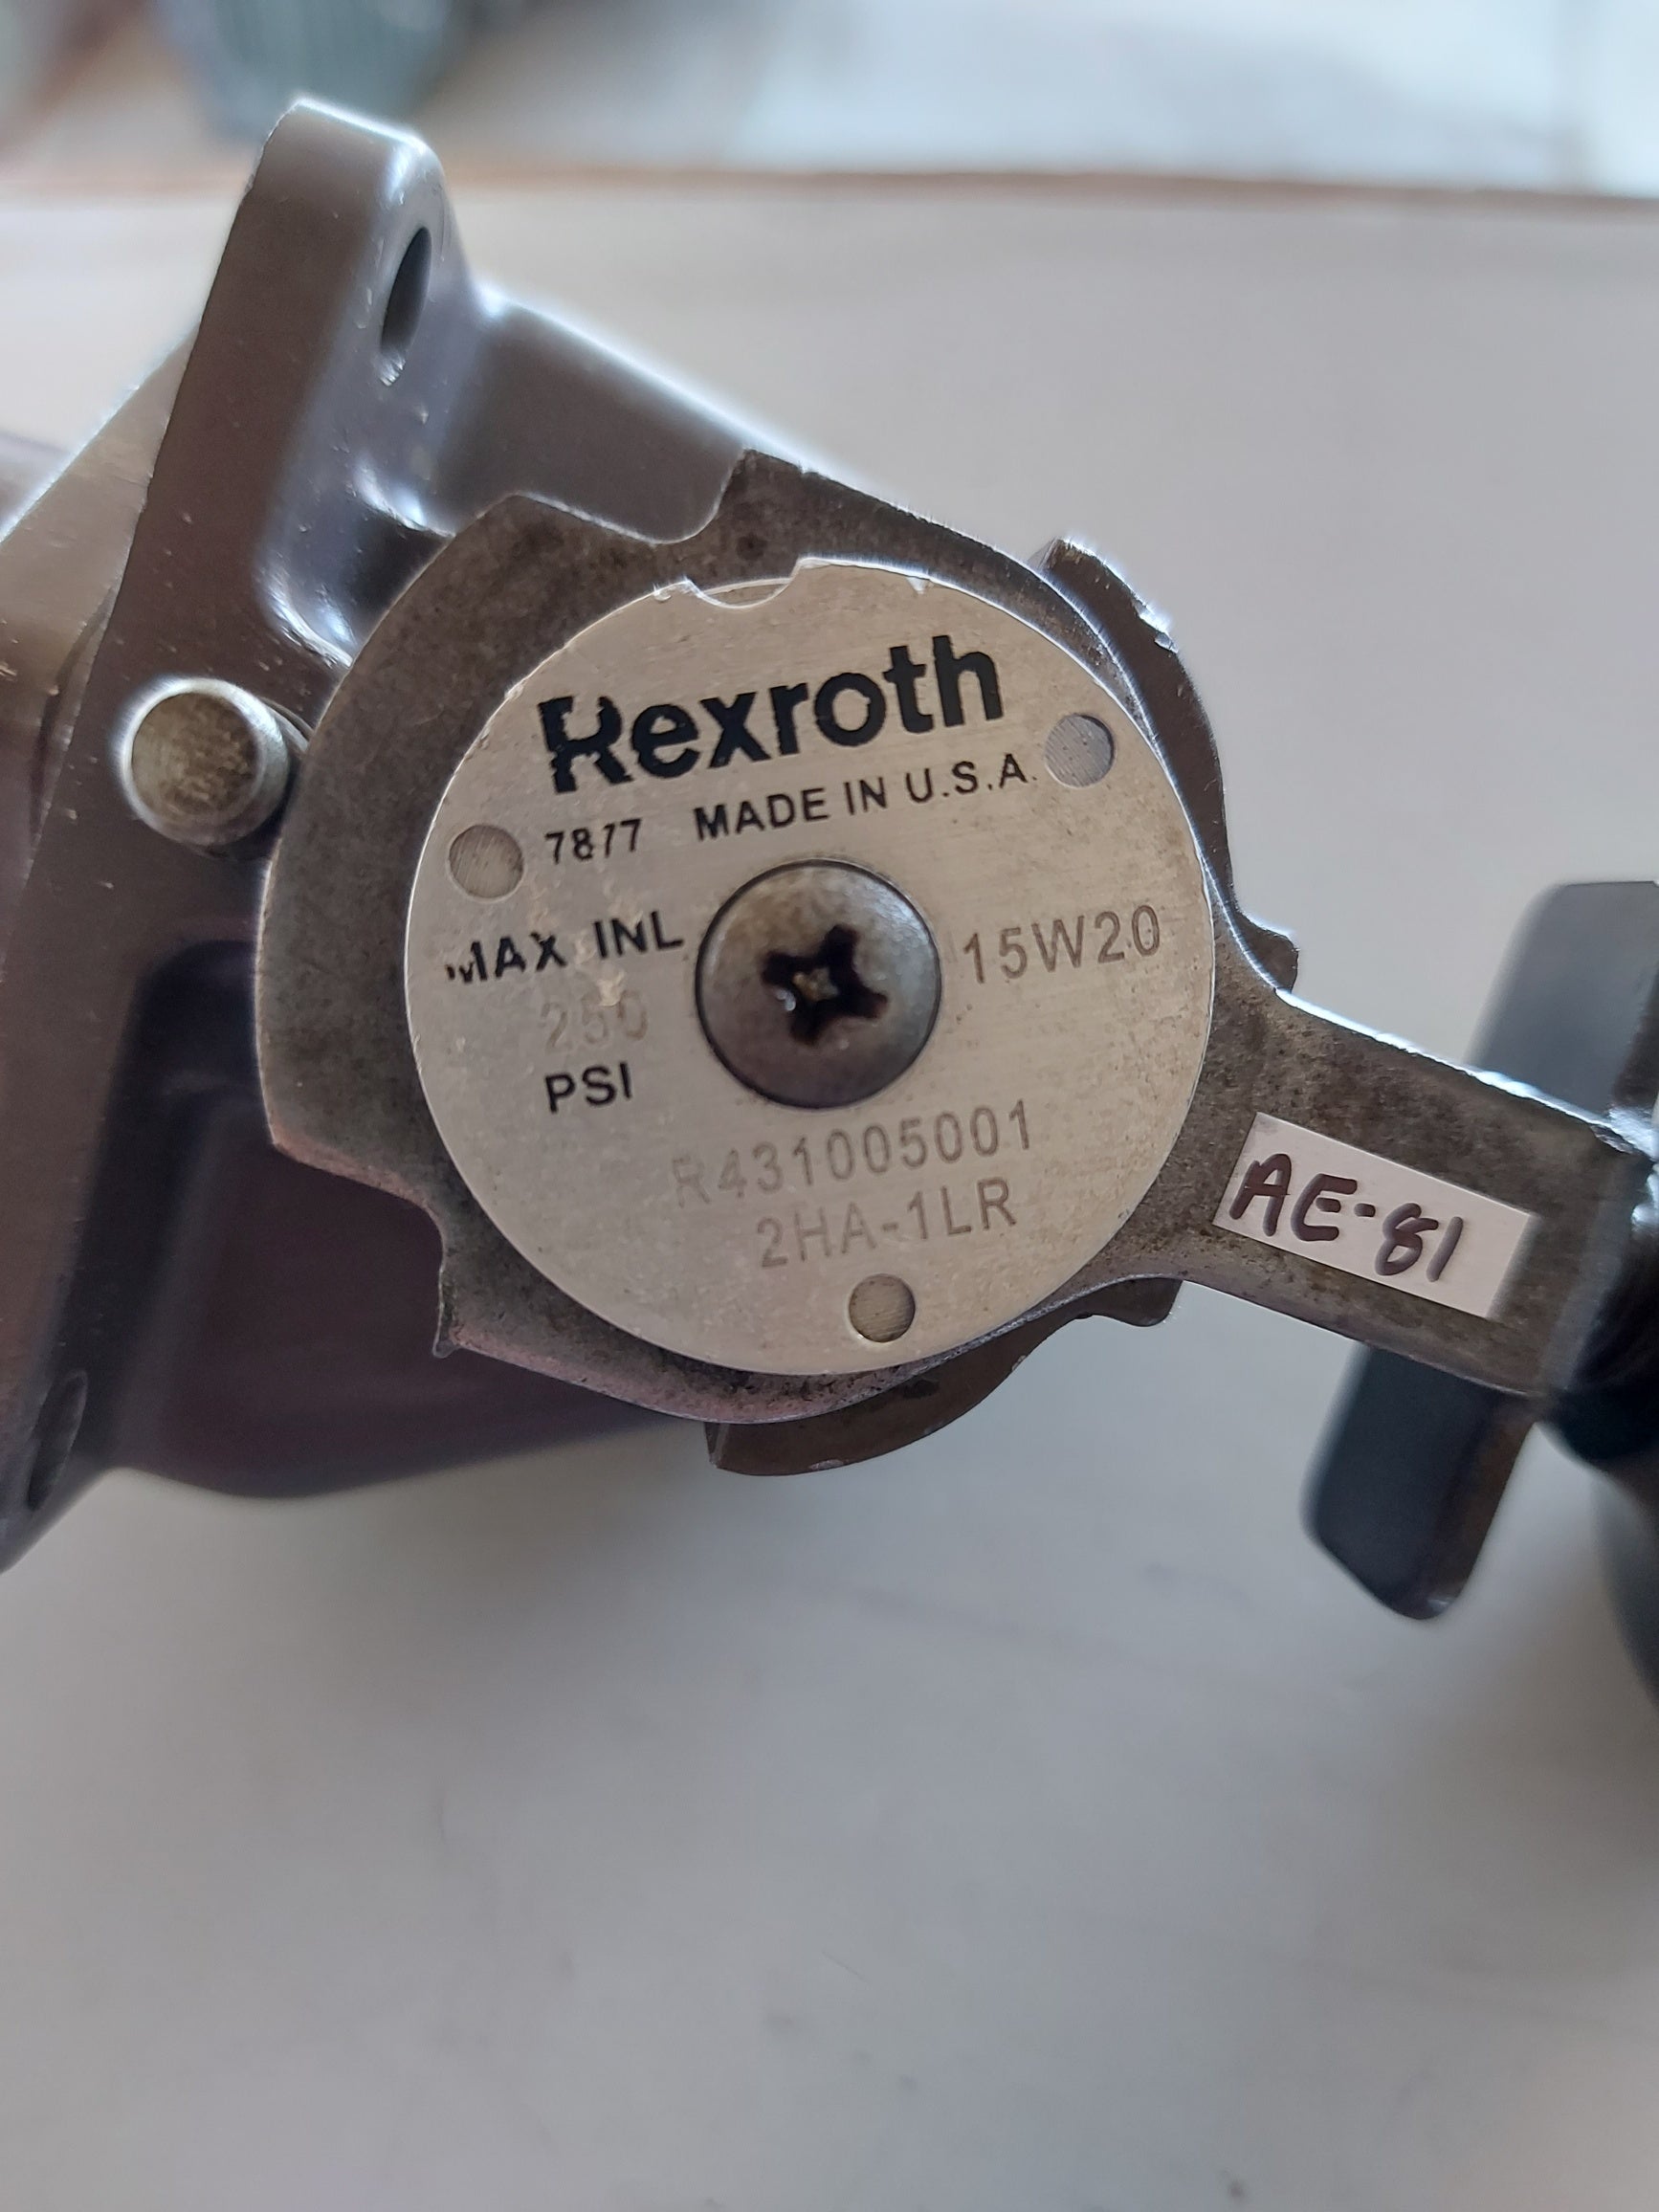 Rexroth
7877 MADE IN U.S.A.
MAX INL
15W20
250
PSI
R431005001
2HA-1LR
AE-81